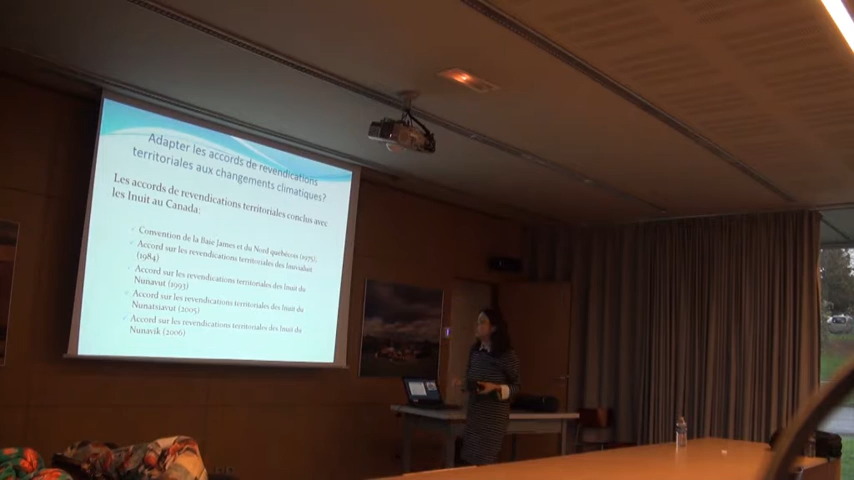 Adapter les accords de revendications
territoriales aux changements climatiques?
Les accords de revendications territoriales conclus avec
les Inuit au Canada:
Convention de la Baie James et du Nord québécois (1975);
Accord sur les revendications territoriales des Inuvialuit
(1984)
Accord sur les revendications territoriales des Inuit du
Nunavut (1993)
Accord sur les revendications territoriales des Inuit du
Nunatsiavut (2005)
Accord sur les revendications territoriales des Inuit du
Nunavik (2006)